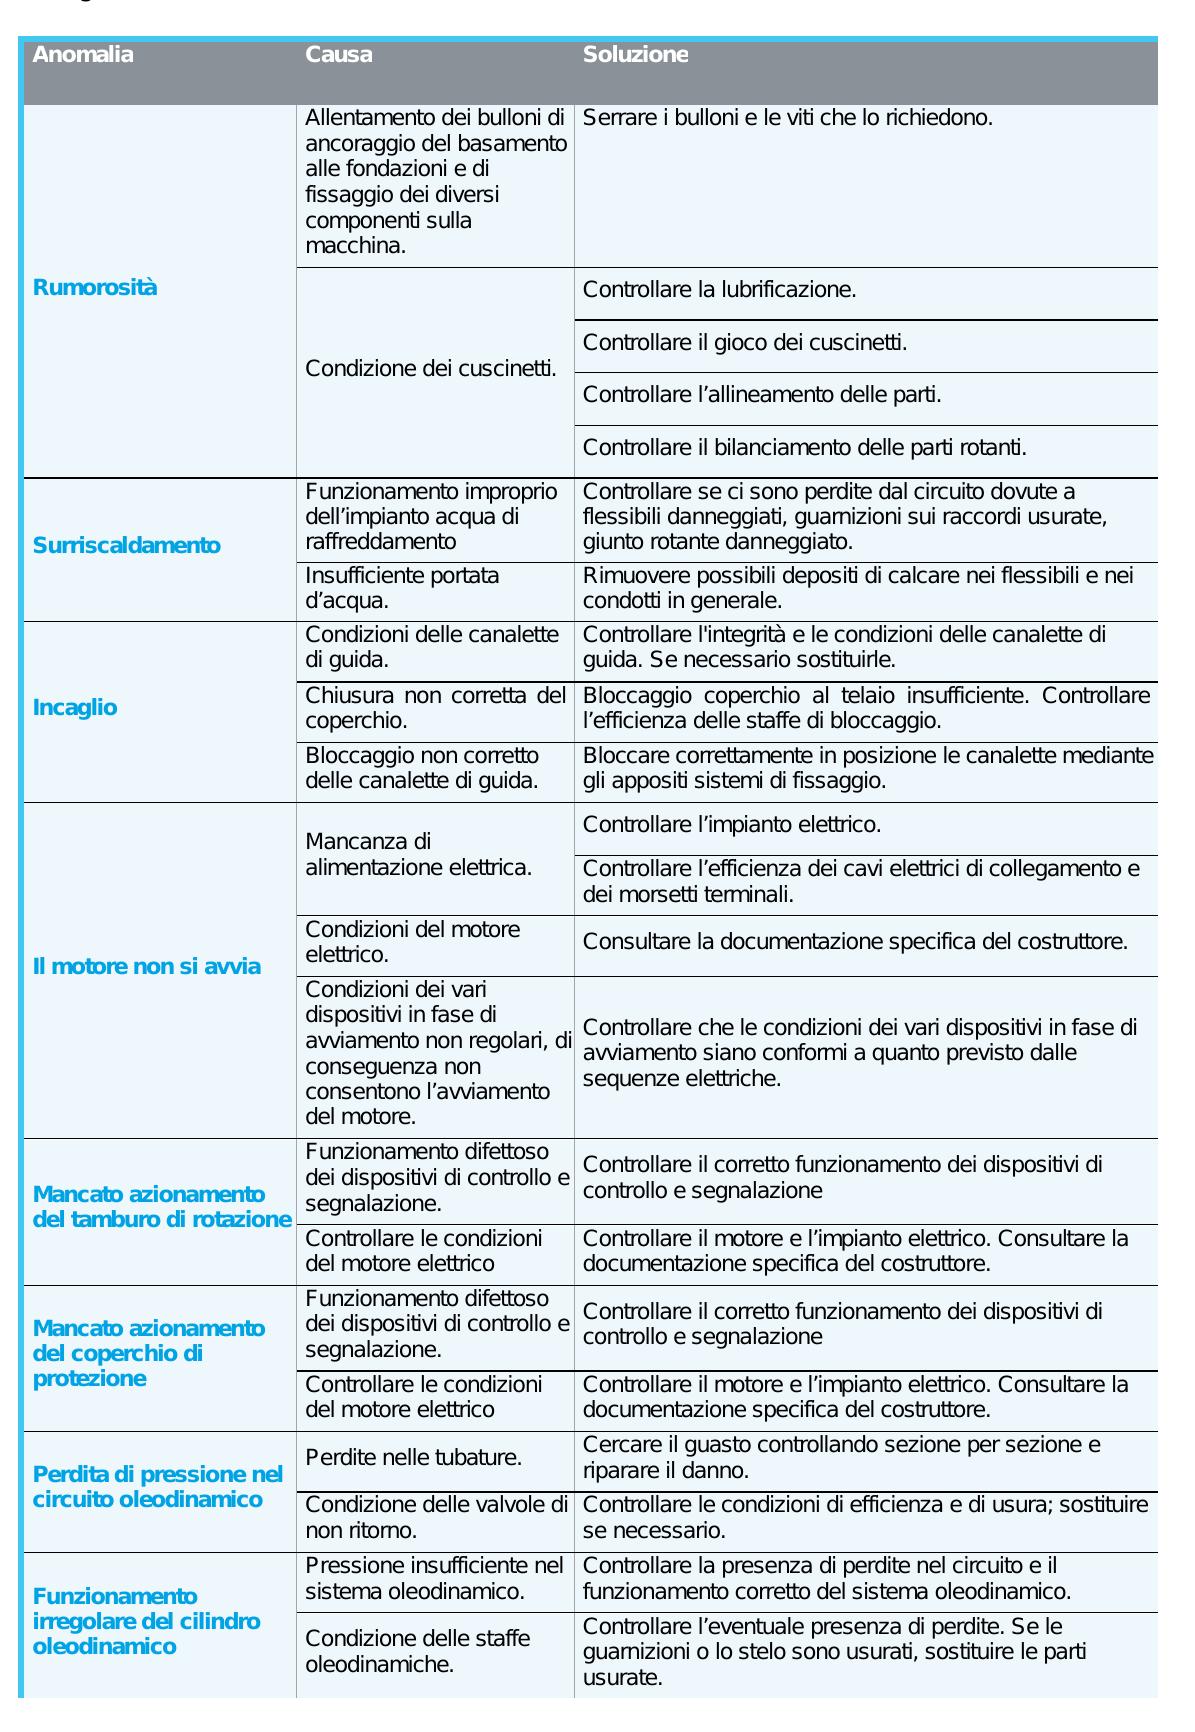 Anomalia Causa Soluzione
Rumorosità
Allentamento dei bulloni di
ancoraggio del basamento
alle fondazioni e di
fissaggio dei diversi
componenti sulla
macchina.
Serrare i bulloni e le viti che lo richiedono.
Condizione dei cuscinetti.
Controllare la lubrificazione.
Controllare il gioco dei cuscinetti.
Controllare l’allineamento delle parti.
Controllare il bilanciamento delle parti rotanti.
Surriscaldamento
Funzionamento improprio
dell’impianto acqua di
raffreddamento
Controllare se ci sono perdite dal circuito dovute a
flessibili danneggiati, guarnizioni sui raccordi usurate,
giunto rotante danneggiato.
Insufficiente portata
d’acqua.
Rimuovere possibili depositi di calcare nei flessibili e nei
condotti in generale.
Incaglio
Condizioni delle canalette
di guida.
Controllare l'integrità e le condizioni delle canalette di
guida. Se necessario sostituirle.
Chiusura non corretta del
coperchio.
Bloccaggio coperchio al telaio insufficiente. Controllare
l’efficienza delle staffe di bloccaggio.
Bloccaggio non corretto
delle canalette di guida.
Bloccare correttamente in posizione le canalette mediante
gli appositi sistemi di fissaggio.
Il motore non si avvia
Mancanza di
alimentazione elettrica.
Controllare l’impianto elettrico.
Controllare l’efficienza dei cavi elettrici di collegamento e
dei morsetti terminali.
Condizioni del motore
elettrico.
Consultare la documentazione specifica del costruttore.
Condizioni dei vari
dispositivi in fase di
avviamento non regolari, di
conseguenza non
consentono l’avviamento
del motore.
Controllare che le condizioni dei vari dispositivi in fase di
avviamento siano conformi a quanto previsto dalle
sequenze elettriche.
Mancato azionamento
del tamburo di rotazione
Funzionamento difettoso
dei dispositivi di controllo e
segnalazione.
Controllare il corretto funzionamento dei dispositivi di
controllo e segnalazione
Controllare le condizioni
del motore elettrico
Controllare il motore e l’impianto elettrico. Consultare la
documentazione specifica del costruttore.
Mancato azionamento
del coperchio di
protezione
Funzionamento difettoso
dei dispositivi di controllo e
segnalazione.
Controllare il corretto funzionamento dei dispositivi di
controllo e segnalazione
Controllare le condizioni
del motore elettrico
Controllare il motore e l’impianto elettrico. Consultare la
documentazione specifica del costruttore.
Perdita di pressione nel
circuito oleodinamico
Perdite nelle tubature.
Cercare il guasto controllando sezione per sezione e
riparare il danno.
Condizione delle valvole di
non ritorno.
Controllare le condizioni di efficienza e di usura; sostituire
se necessario.
Funzionamento
irregolare del cilindro
oleodinamico
Pressione insufficiente nel
sistema oleodinamico.
Controllare la presenza di perdite nel circuito e il
funzionamento corretto del sistema oleodinamico.
Condizione delle staffe
oleodinamiche.
Controllare l’eventuale presenza di perdite. Se le
guarnizioni o lo stelo sono usurati, sostituire le parti
usurate.